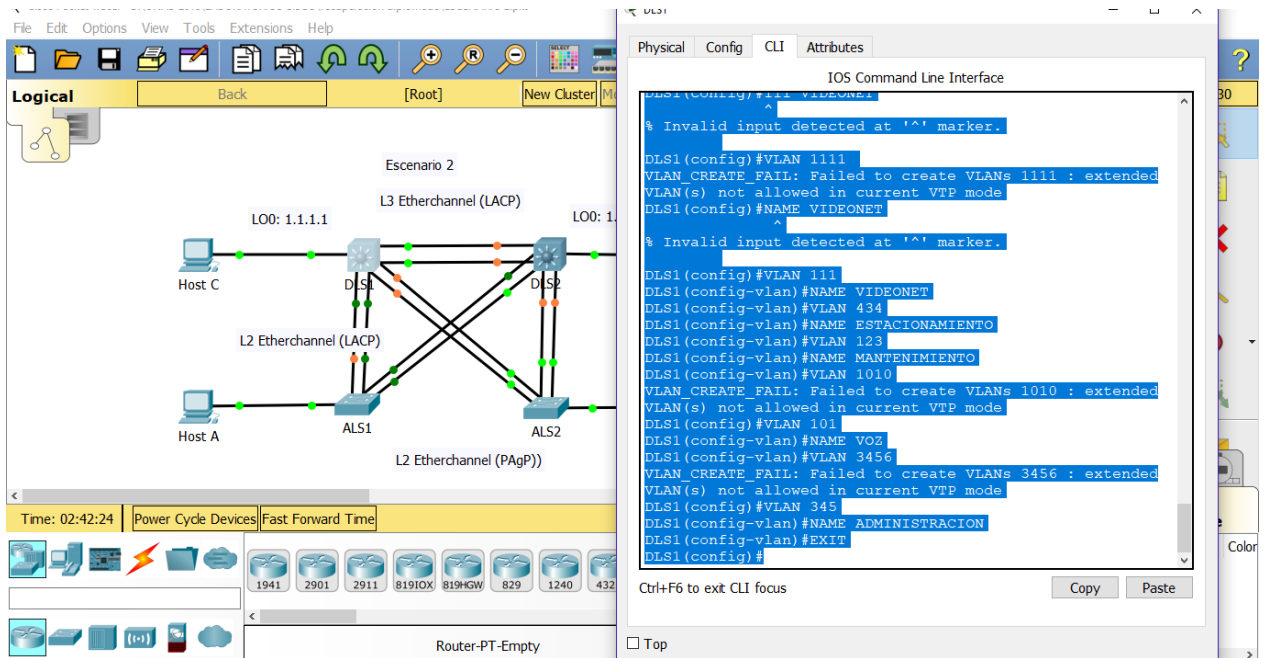 File Edit Options View Tools Extensions Help
Logical
Back
[Root]
New Cluster
30
Escenario 2
L3 Etherchannel (LACP)
LO0: 1.1.1.1
LO0: 1.
Host C
DLS1
DLS2
L2 Etherchannel (LACP)
Host A
ALS1
ALS2
L2 Etherchannel (PAgP))
Time: 02:42:24
Power Cycle Devices
Fast Forward Time
1941
2901
2911
819IOX
819HGW
829
1240
432
Router-PT-Empty
DLS1
Physical Config CLI Attributes
IOS Command Line Interface
DLS1(config)#111 VIDEONET
^
% Invalid input detected at '^' marker.
DLS1(config)#VLAN 1111
VLAN_CREATE_FAIL: Failed to create VLANs 1111 : extended
VLAN(s) not allowed in current VTP mode
DLS1(config)#NAME VIDEONET
^
% Invalid input detected at '^' marker.
DLS1(config)#VLAN 111
DLS1(config-vlan)#NAME VIDEONET
DLS1(config-vlan)#VLAN 434
DLS1(config-vlan)#NAME ESTACIONAMIENTO
DLS1(config-vlan)#VLAN 123
DLS1(config-vlan)#NAME MANTENIMIENTO
DLS1(config-vlan)#VLAN 1010
VLAN_CREATE_FAIL: Failed to create VLANs 1010 : extended
VLAN(s) not allowed in current VTP mode
DLS1(config)#VLAN 101
DLS1(config-vlan)#NAME VOZ
DLS1(config-vlan)#VLAN 3456
VLAN_CREATE_FAIL: Failed to create VLANs 3456 : extended
VLAN(s) not allowed in current VTP mode
DLS1(config)#VLAN 345
DLS1(config-vlan)#NAME ADMINISTRACION
DLS1(config-vlan)#EXIT
DLS1(config)#
Ctrl+F6 to exit CLI focus
Copy
Paste
Top
Color